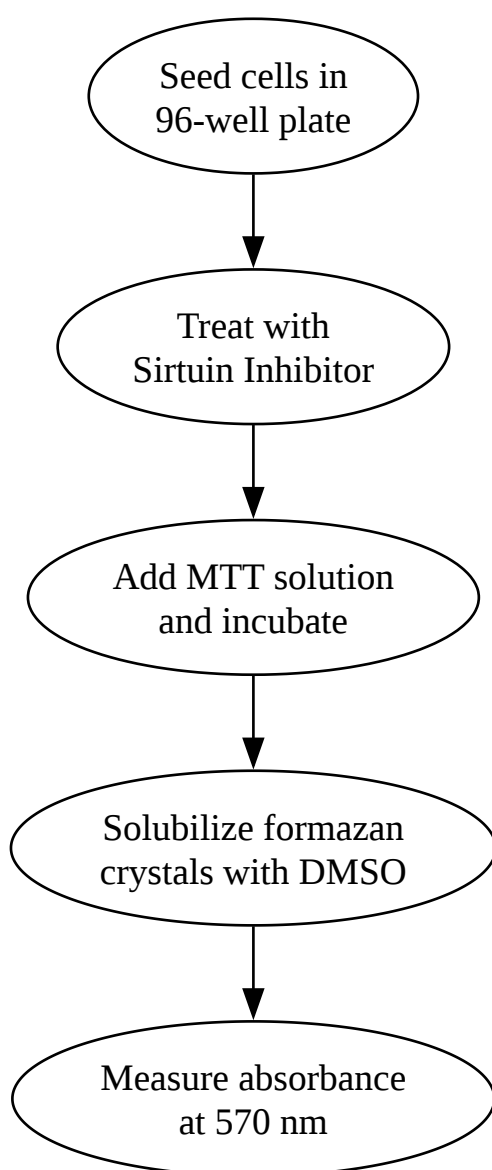 Seed cells in
96-well plate
Treat with
Sirtuin Inhibitor
Add MTT solution
and incubate
Solubilize formazan
crystals with DMSO
Measure absorbance
at 570 nm